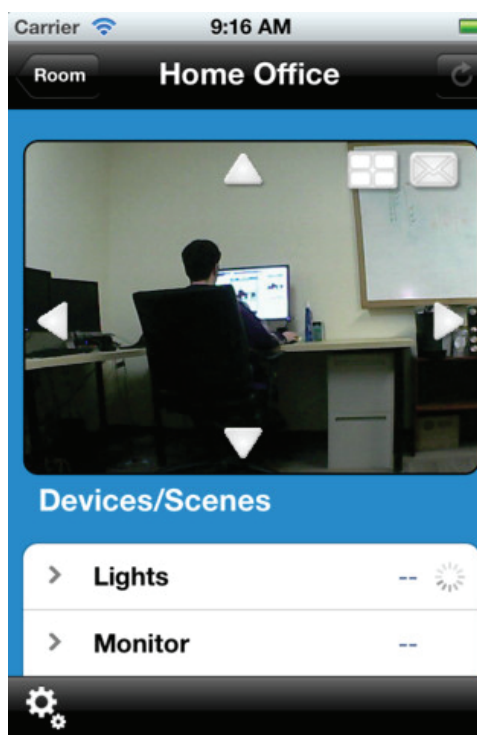 Carrier 9:16 AM
Room Home Office
Devices/Scenes
Lights --
Monitor --